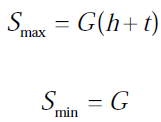 S_max = G(h+t)
S_min = G